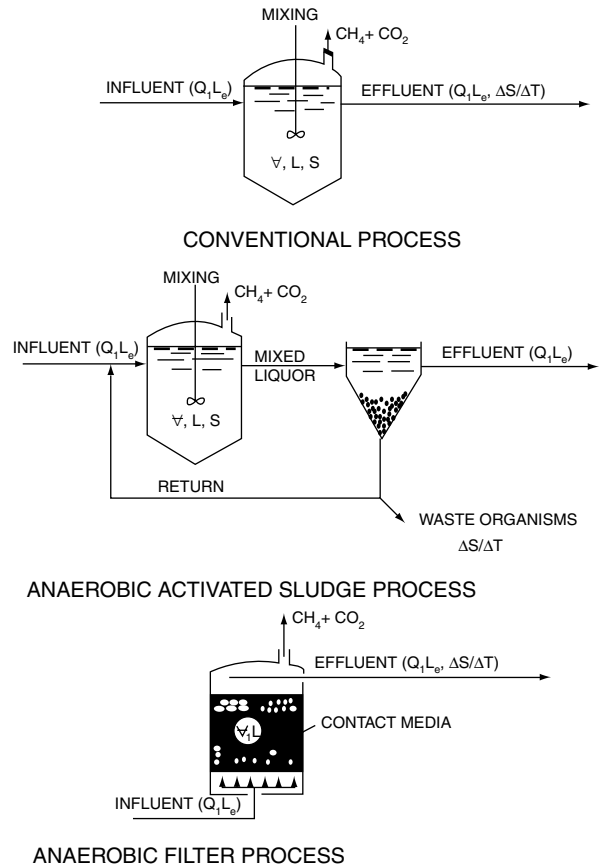 MIXING
CH₄+ CO₂
INFLUENT (Q₁Lₑ)
EFFLUENT (Q₁Lₑ, ΔS/ΔT)
∀, L, S
CONVENTIONAL PROCESS
MIXING
CH₄+ CO₂
INFLUENT (Q₁Lₑ)
MIXED
LIQUOR
EFFLUENT (Q₁Lₑ)
∀, L, S
RETURN
WASTE ORGANISMS
ΔS/ΔT
ANAEROBIC ACTIVATED SLUDGE PROCESS
CH₄+ CO₂
EFFLUENT (Q₁Lₑ, ΔS/ΔT)
CONTACT MEDIA
∀₁L
INFLUENT (Q₁Lₑ)
ANAEROBIC FILTER PROCESS